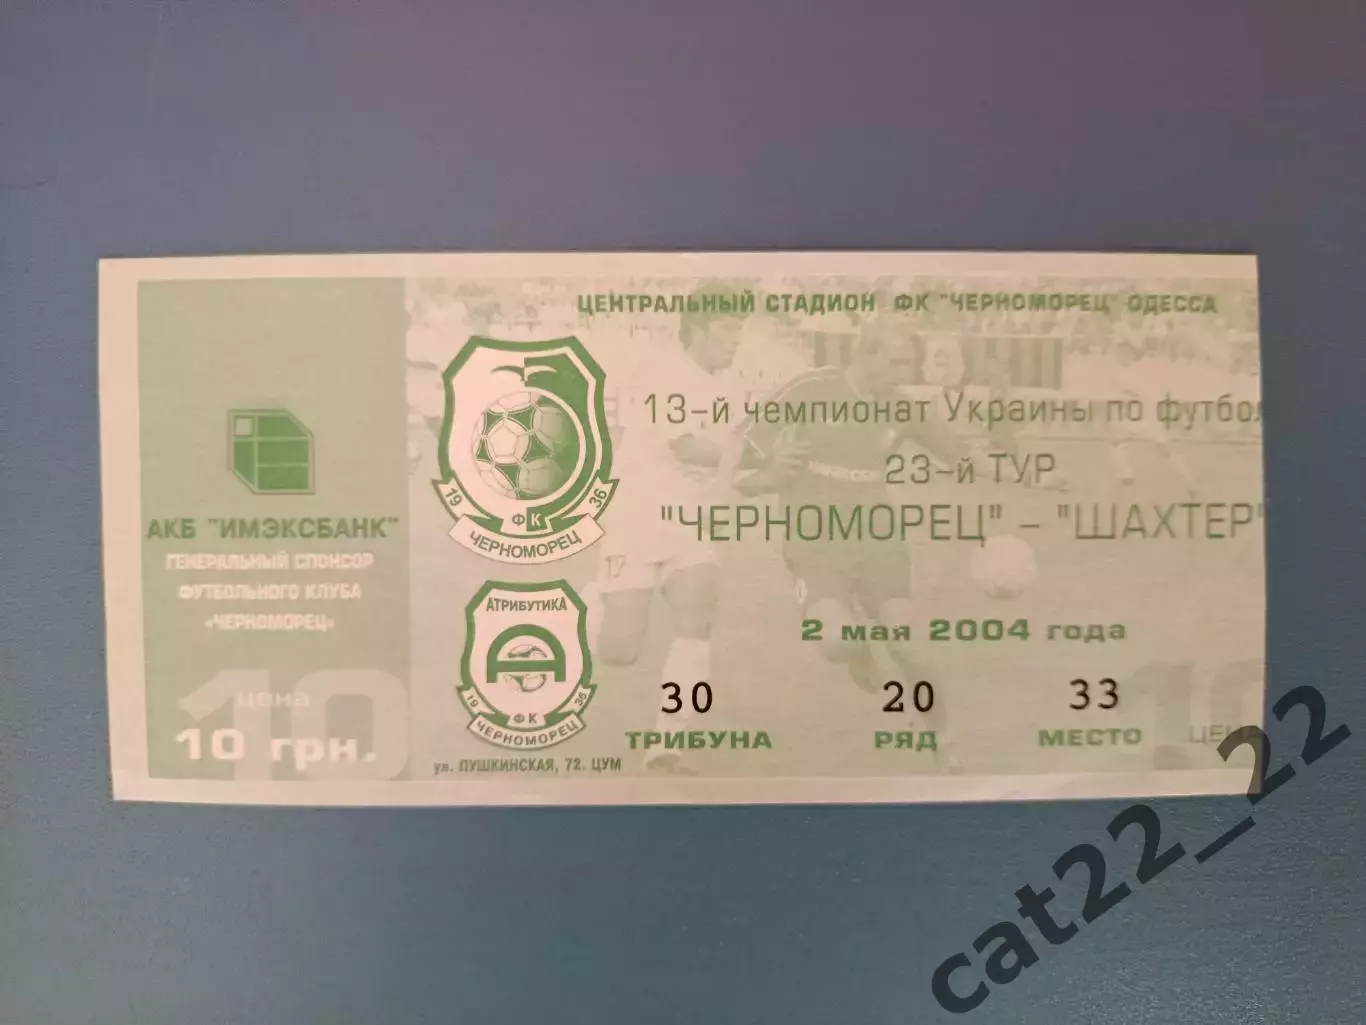 ЦЕНТРАЛЬНЫЙ СТАДИОН ФК "ЧЕРНОМОРЕЦ" ОДЕССА
13-й чемпионат Украины по футбол
23-й ТУР
"ЧЕРНОМОРЕЦ" - "ШАХТЕР"
2 мая 2004 года
30 20 33
ТРИБУНА РЯД МЕСТО ЦЕНА
АКБ "ИМЭКСБАНК"
ГЕНЕРАЛЬНЫЙ СПОНСОР
ФУТБОЛЬНОГО КЛУБА
«ЧЕРНОМОРЕЦ»
10
цена
10 грн.
19 36
ФК
ЧЕРНОМОРЕЦ
АТРИБУТИКА
А
19 36
ФК
ЧЕРНОМОРЕЦ
ул. ПУШКИНСКАЯ, 72. ЦУМ
cat22_22